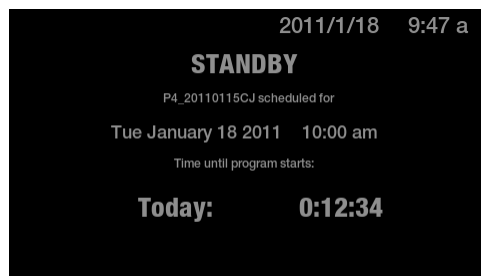 2011/1/18 9:47 a
STANDBY
P4_20110115CJ scheduled for
Tue January 18 2011 10:00 am
Time until program starts:
Today: 0:12:34